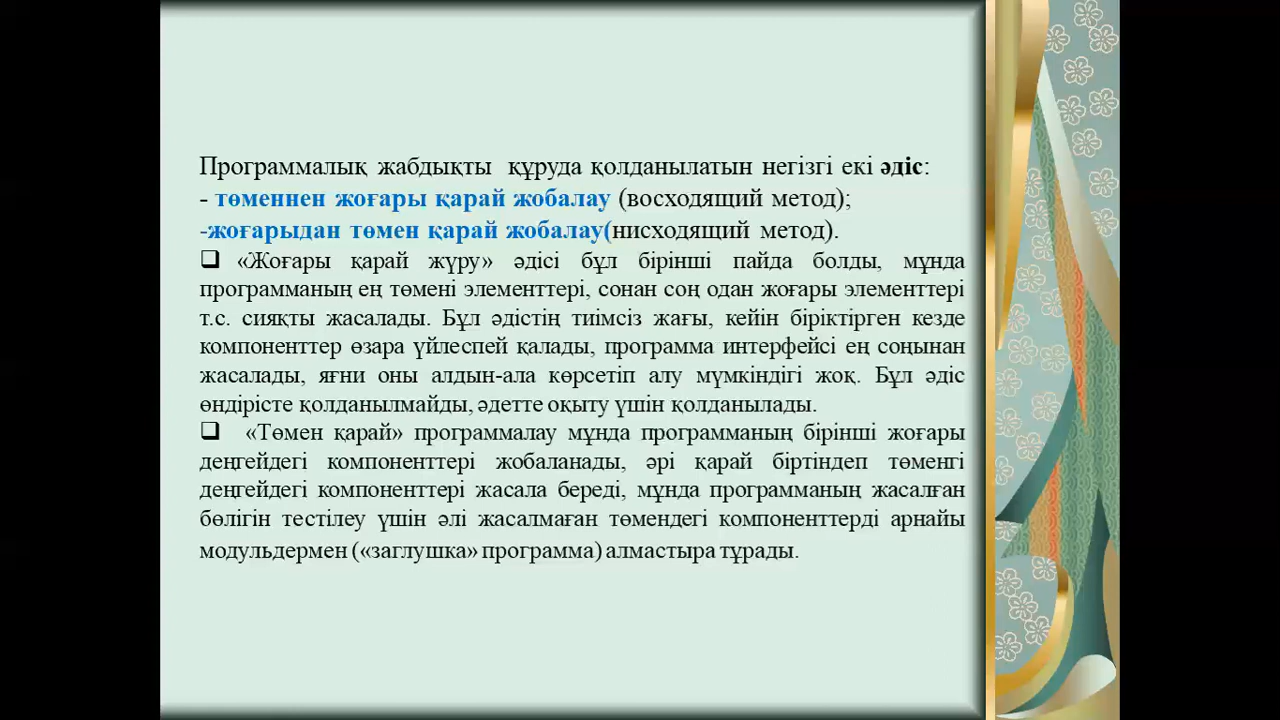 Программалық жабдықты құруда қолданылатын негізгі екі әдіс:
- төменнен жоғары қарай жобалау (восходящий метод);
-жоғарыдан төмен қарай жобалау(нисходящий метод).
❑ «Жоғары қарай жүру» әдісі бұл бірінші пайда болды, мұнда
программаның ең төмені элементтері, сонан соң одан жоғары элементтері
т.с. сияқты жасалады. Бұл әдістің тиімсіз жағы, кейін біріктірген кезде
компоненттер өзара үйлеспей қалады, программа интерфейсі ең соңынан
жасалады, яғни оны алдын-ала көрсетіп алу мүмкіндігі жоқ. Бұл әдіс
өндірісте қолданылмайды, әдетте оқыту үшін қолданылады.
❑ «Төмен қарай» программалау мұнда программаның бірінші жоғары
деңгейдегі компоненттері жобаланады, әрі қарай біртіндеп төменгі
деңгейдегі компоненттері жасала береді, мұнда программаның жасалған
бөлігін тестілеу үшін әлі жасалмаған төмендегі компоненттерді арнайы
модульдермен («заглушка» программа) алмастыра тұрады.